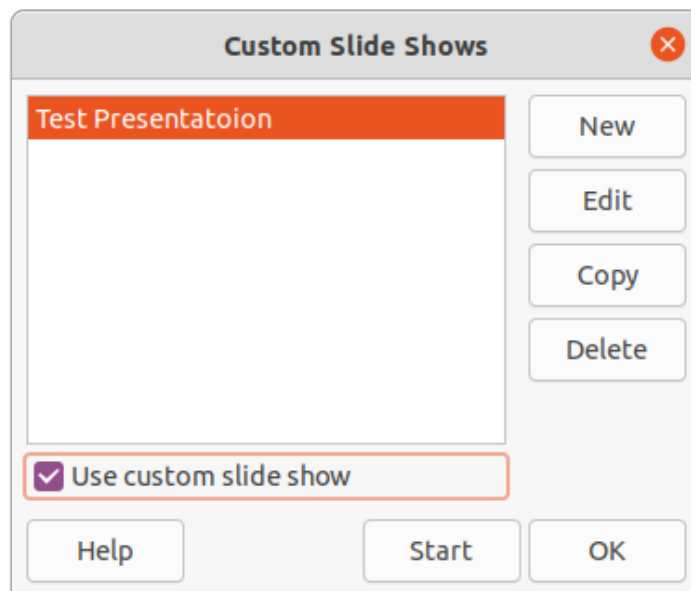 Custom Slide Shows
Test Presentatoion
New
Edit
Copy
Delete
Use custom slide show
Help
Start
OK